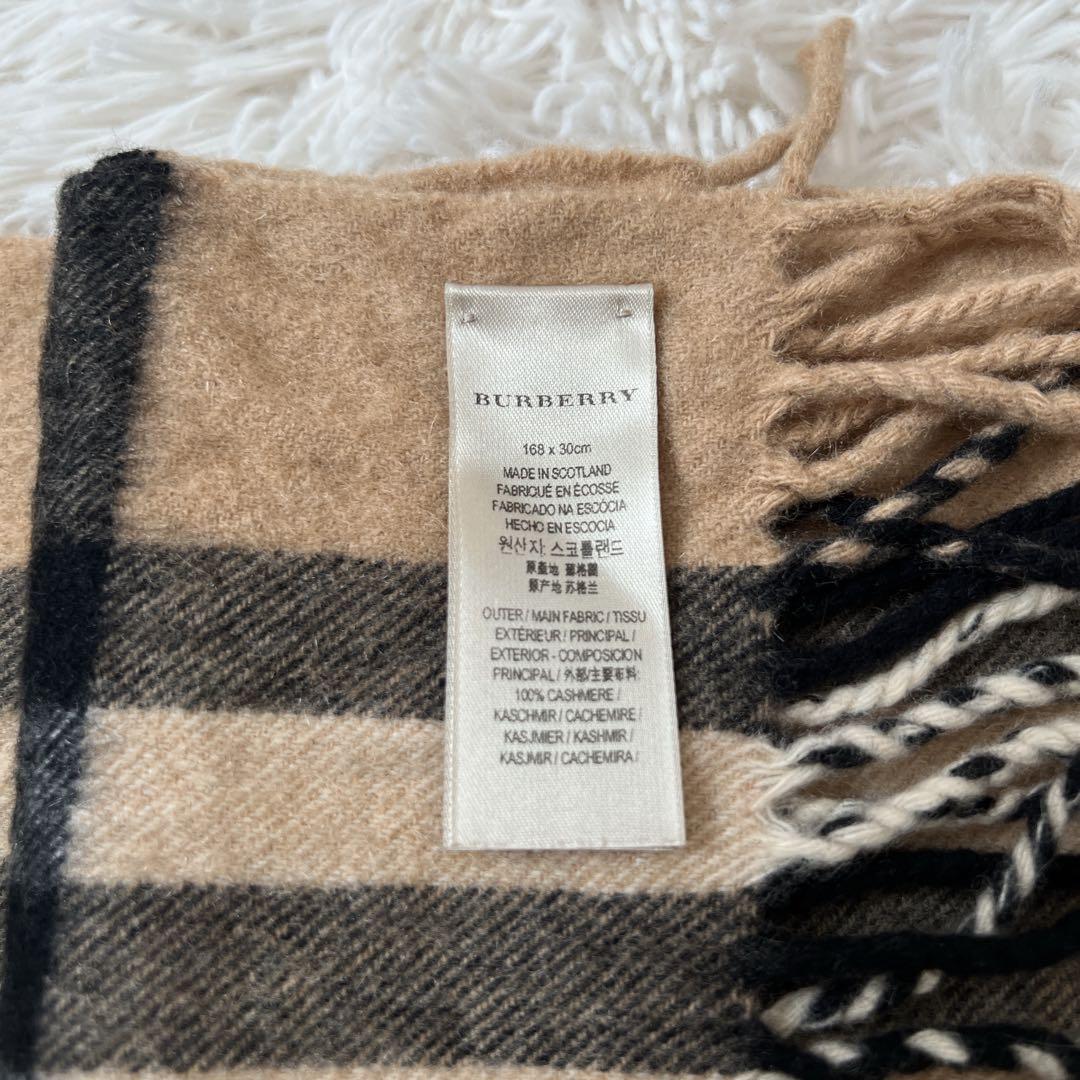 BURBERRY
168 x 30cm
MADE IN SCOTLAND
FABRIQUÉ EN ÉCOSSE
FABRICADO NA ESCÓCIA
HECHO EN ESCOCIA
원산지: 스코틀랜드
原產地 蘇格蘭
原产地 苏格兰
OUTER / MAIN FABRIC / TISSU
EXTÉRIEUR / PRINCIPAL /
EXTERIOR - COMPOSICION
PRINCIPAL / 外部/主要布料:
100% CASHMERE /
KASCHMIR / CACHEMIRE /
KASJMIER / KASHMIR /
KASJMIR / CACHEMIRA /